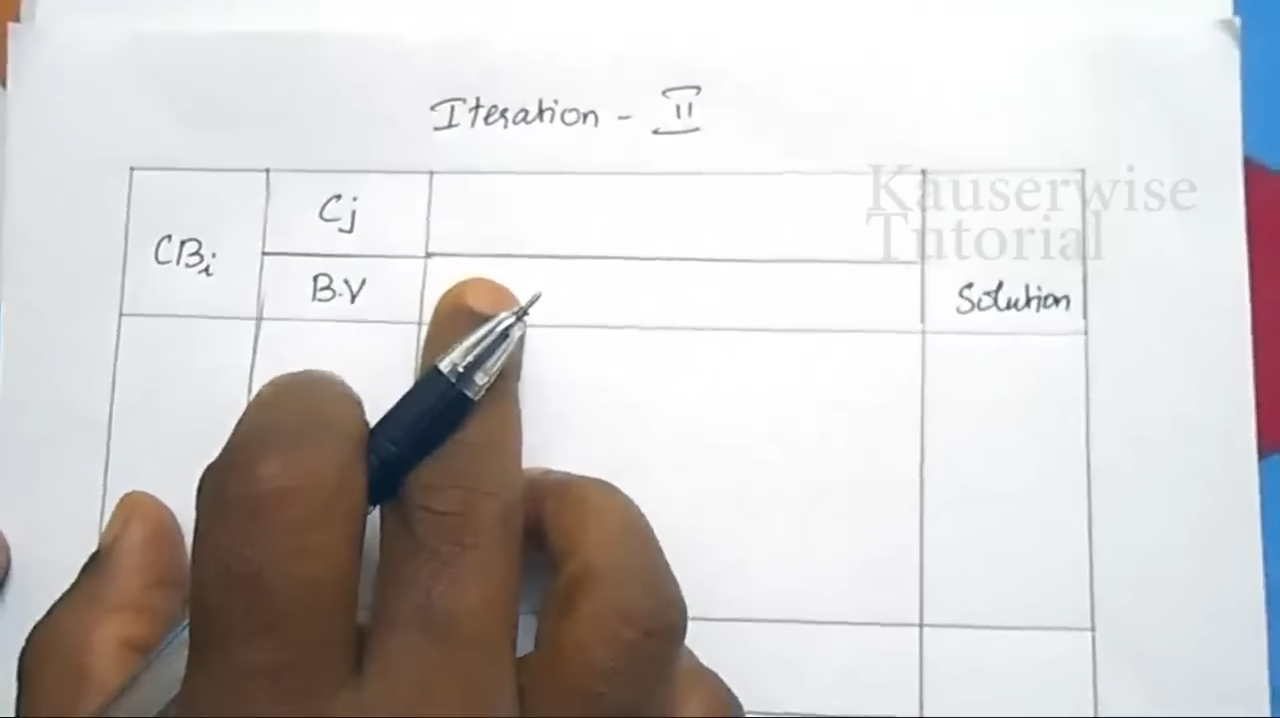 Iteration - II
Kauserwise
Tutorial
Cj
CBi
B.V
Solution